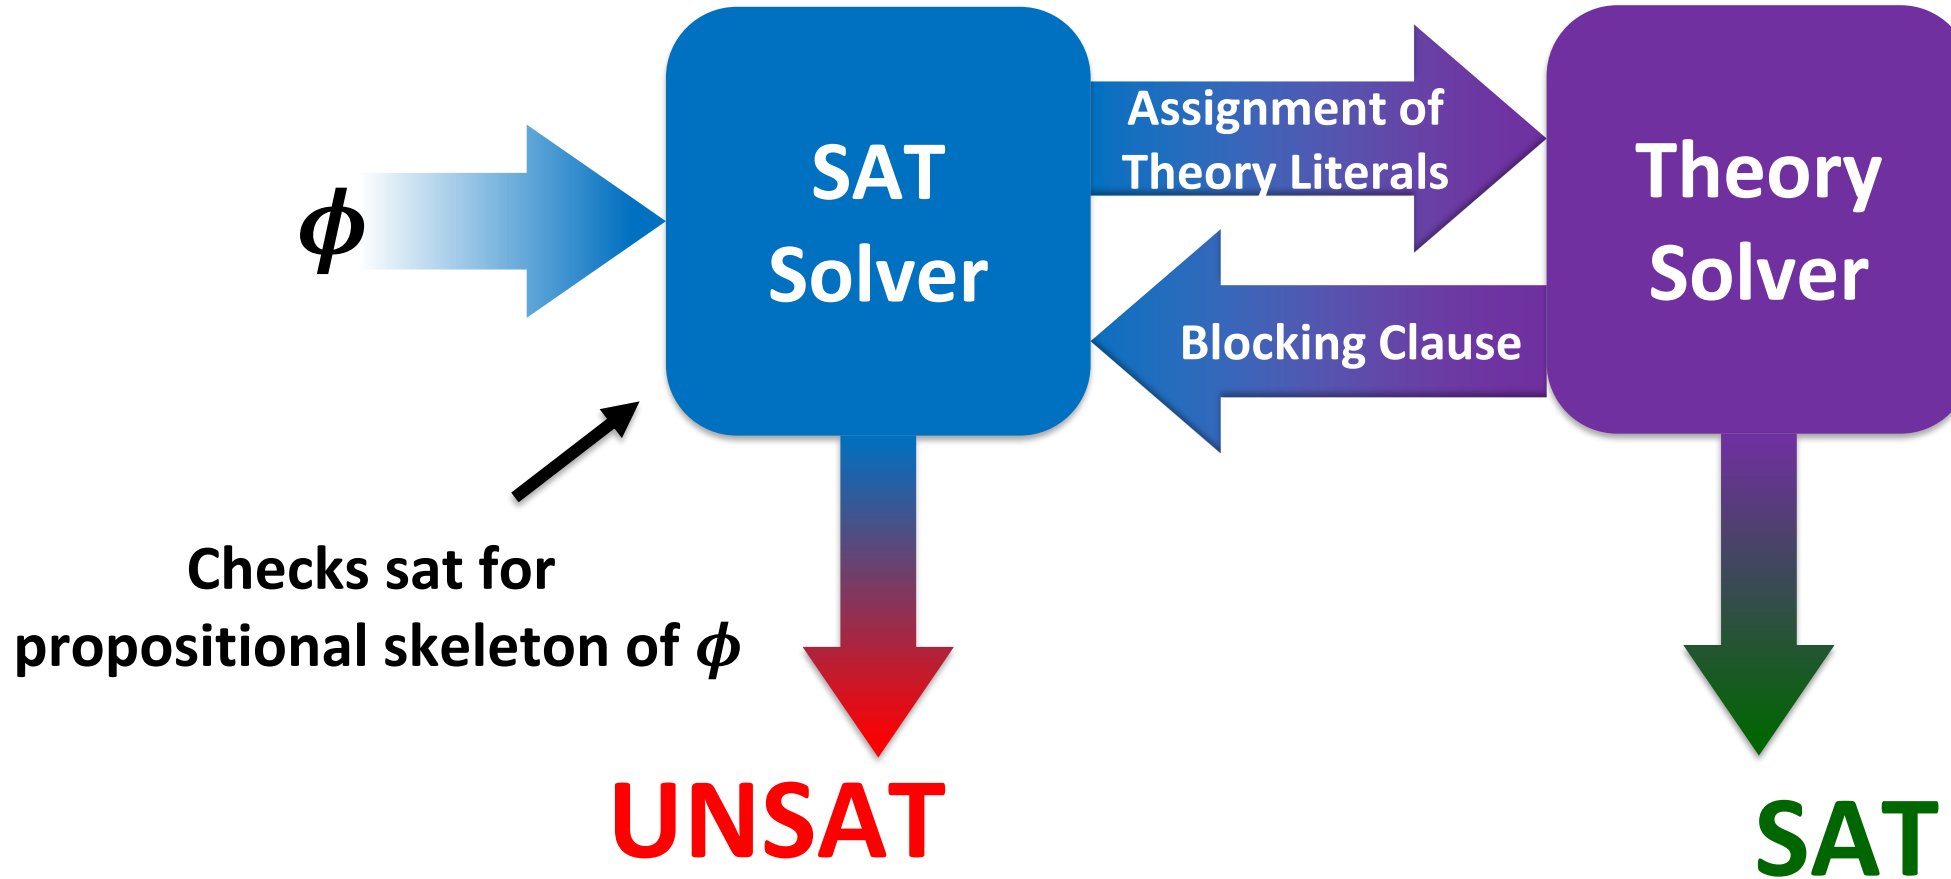 SAT
Solver
Assignment of
Theory Literals
Theory
Solver
ϕ
Blocking Clause
Checks sat for
propositional skeleton of ϕ
UNSAT
SAT